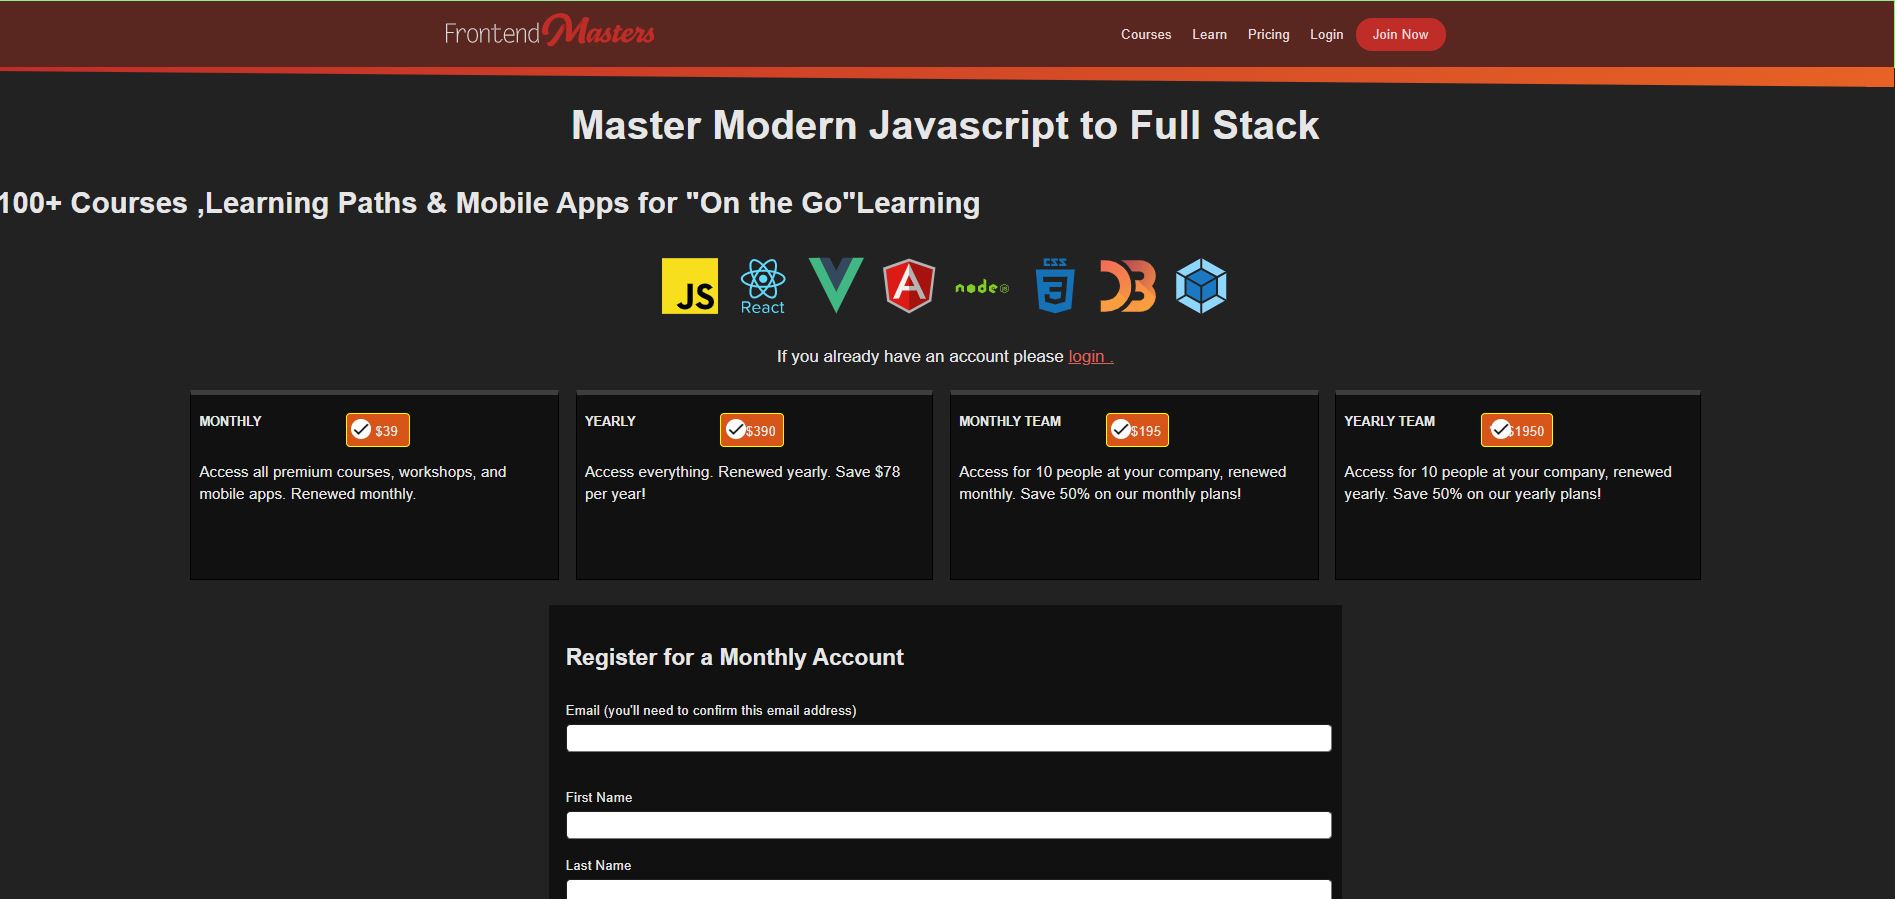 Frontend Masters
Courses Learn Pricing Login Join Now
Master Modern Javascript to Full Stack
100+ Courses ,Learning Paths & Mobile Apps for "On the Go"Learning
JS
React
A
node
JS
CSS
3
D3
If you already have an account please login .
MONTHLY
$39
Access all premium courses, workshops, and
mobile apps. Renewed monthly.
YEARLY
$390
Access everything. Renewed yearly. Save $78
per year!
MONTHLY TEAM
$195
Access for 10 people at your company, renewed
monthly. Save 50% on our monthly plans!
YEARLY TEAM
$1950
Access for 10 people at your company, renewed
yearly. Save 50% on our yearly plans!
Register for a Monthly Account
Email (you'll need to confirm this email address)
First Name
Last Name